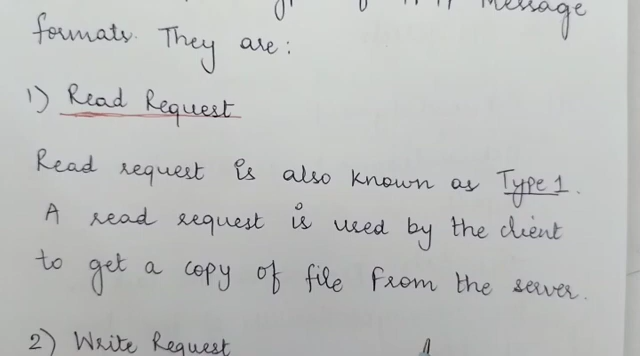 Message
formats. They are:
1) Read Request
Read request is also known as Type 1.
A read request is used by the client
to get a copy of file from the server.
2) Write Request